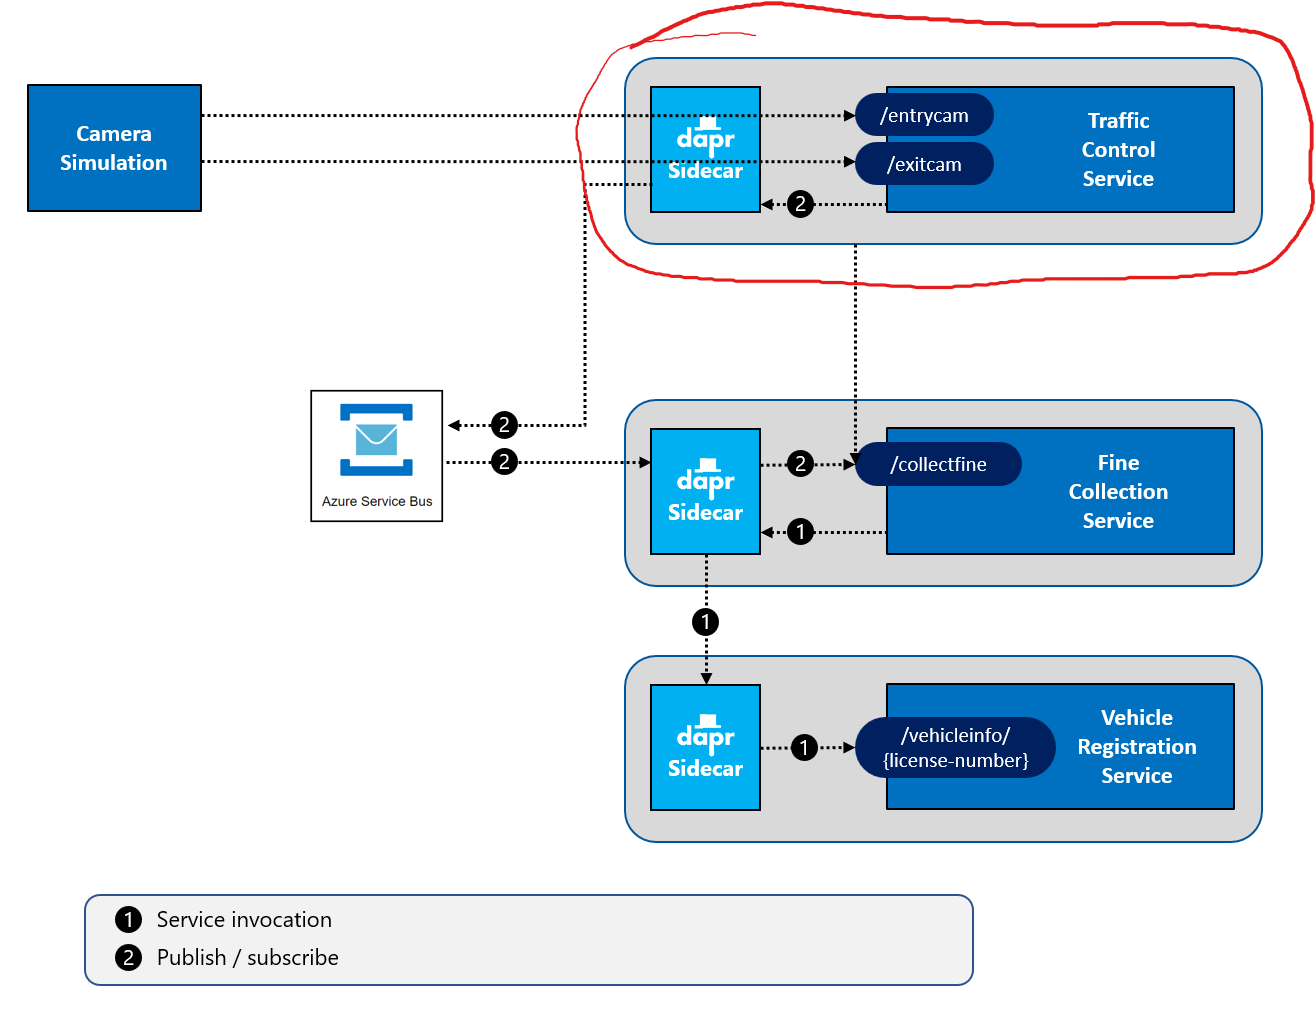 Camera
Simulation
dapr
Sidecar
/entrycam
/exitcam
2
Traffic
Control
Service
2
2
Azure Service Bus
dapr
Sidecar
2
/collectfine
1
Fine
Collection
Service
1
dapr
Sidecar
1
/vehicleinfo/
{license-number}
Vehicle
Registration
Service
1 Service invocation
2 Publish / subscribe